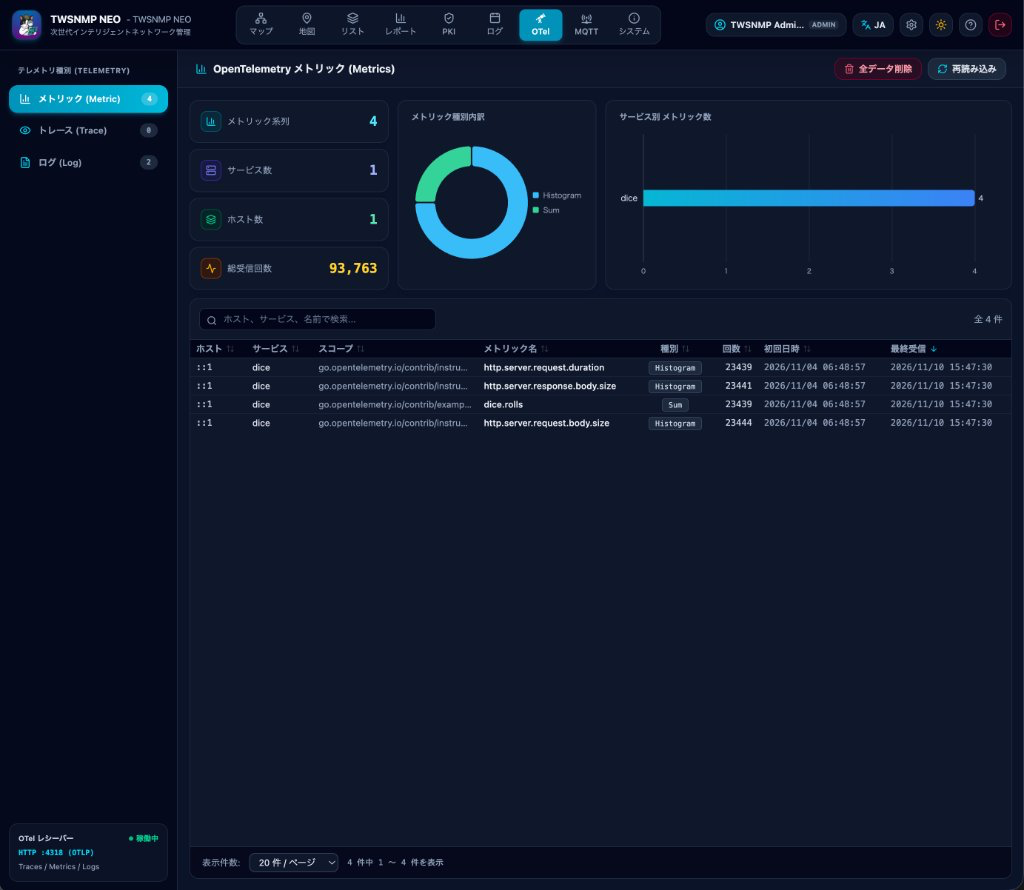 TWSNMP NEO - TWSNMP NEO
次世代インテリジェントネットワーク管理
マップ 地図 リスト レポート PKI ログ OTel MQTT システム
TWSNMP Admi... ADMIN JA
テレメトリ種別 (TELEMETRY)
メトリック (Metric) 4
トレース (Trace) 0
ログ (Log) 2
OpenTelemetry メトリック (Metrics)
全データ削除 再読み込み
メトリック系列 4
サービス数 1
ホスト数 1
総受信回数 93,763
メトリック種別内訳
Histogram
Sum
サービス別 メトリック数
dice 4
0 1 2 3 4
ホスト、サービス、名前で検索...
全 4 件
ホスト サービス スコープ メトリック名 種別 回数 初回日時 最終受信
::1 dice go.opentelemetry.io/contrib/instru... http.server.request.duration Histogram 23439 2026/11/04 06:48:57 2026/11/10 15:47:30
::1 dice go.opentelemetry.io/contrib/instru... http.server.response.body.size Histogram 23441 2026/11/04 06:48:57 2026/11/10 15:47:30
::1 dice go.opentelemetry.io/contrib/examp... dice.rolls Sum 23439 2026/11/04 06:48:57 2026/11/10 15:47:30
::1 dice go.opentelemetry.io/contrib/instru... http.server.request.body.size Histogram 23444 2026/11/04 06:48:57 2026/11/10 15:47:30
OTel レシーバー 稼働中
HTTP :4318 (OTLP)
Traces / Metrics / Logs
表示件数: 20 件 / ページ 4 件中 1 ～ 4 件を表示